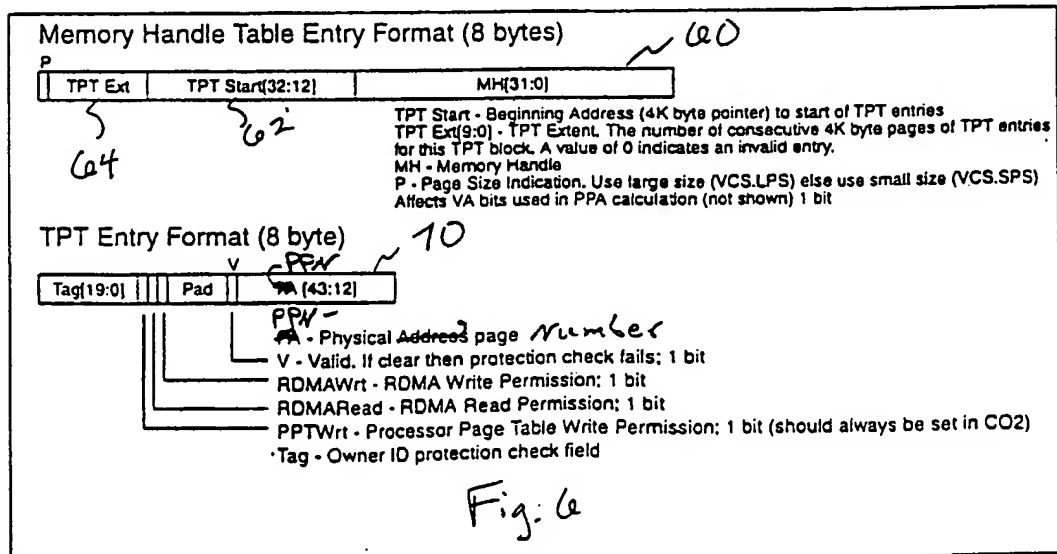 Memory Handle Table Entry Format (8 bytes)
60
P
TPT Ext TPT Start[32:12] MH[31:0]
64
62
TPT Start - Beginning Address (4K byte pointer) to start of TPT entries
TPT Ext[9:0] - TPT Extent. The number of consecutive 4K byte pages of TPT entries
for this TPT block. A value of 0 indicates an invalid entry.
MH - Memory Handle
P - Page Size Indication. Use large size (VCS.LPS) else use small size (VCS.SPS)
Affects VA bits used in PPA calculation (not shown) 1 bit
TPT Entry Format (8 byte)
10
V
PPN
Tag[19:0] Pad PA [43:12]
PPN -
PA - Physical Address page Number
V - Valid. If clear then protection check fails; 1 bit
RDMAWrt - RDMA Write Permission; 1 bit
RDMARead - RDMA Read Permission; 1 bit
PPTWrt - Processor Page Table Write Permission; 1 bit (should always be set in CO2)
Tag - Owner ID protection check field
Fig: 6